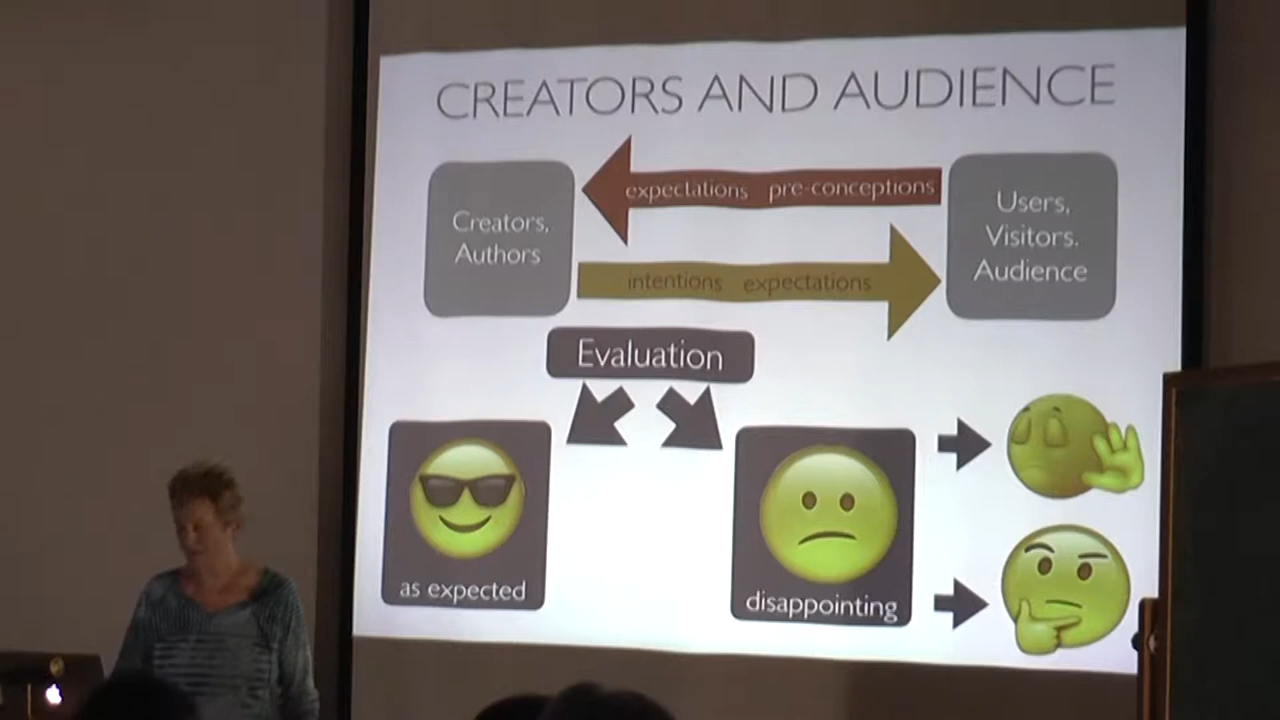 CREATORS AND AUDIENCE
expectations pre-conceptions
Creators,
Authors
Users,
Visitors.
Audience
intentions expectations
Evaluation
as expected
disappointing